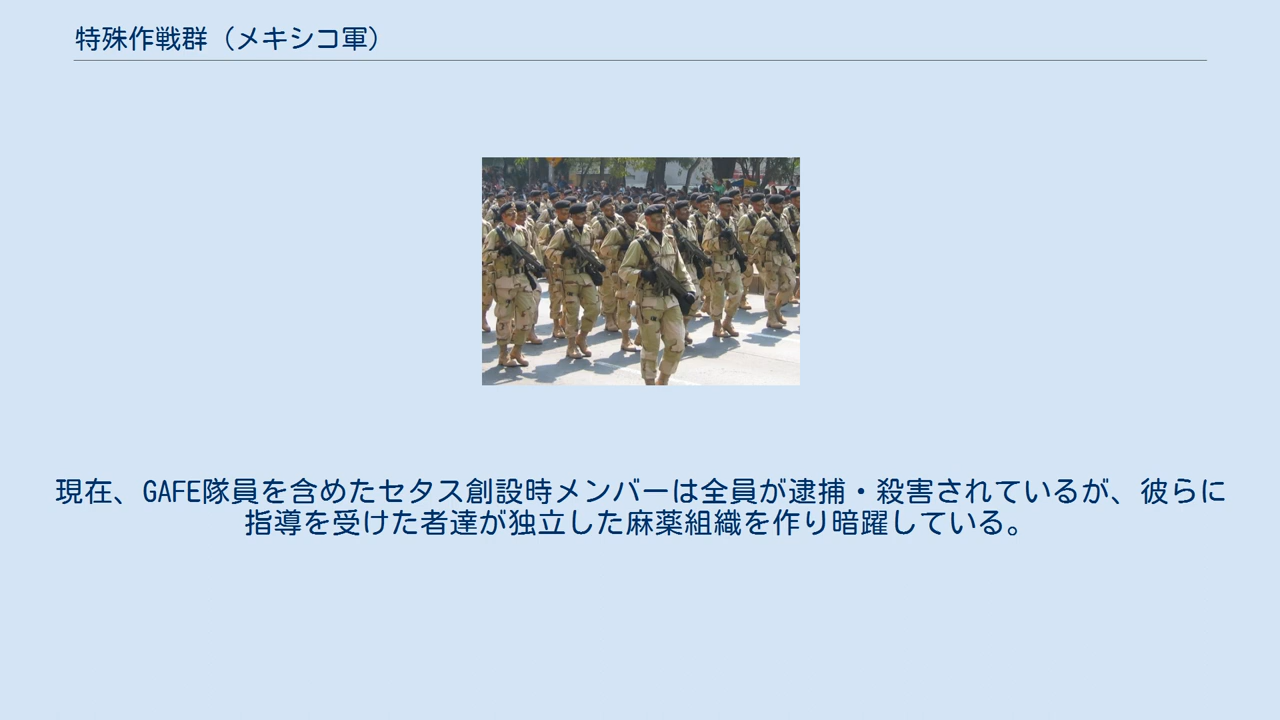 特殊作戦群（メキシコ軍）
現在、GAFE隊員を含めたセタス創設時メンバーは全員が逮捕・殺害されているが、彼らに
指導を受けた者達が独立した麻薬組織を作り暗躍している。